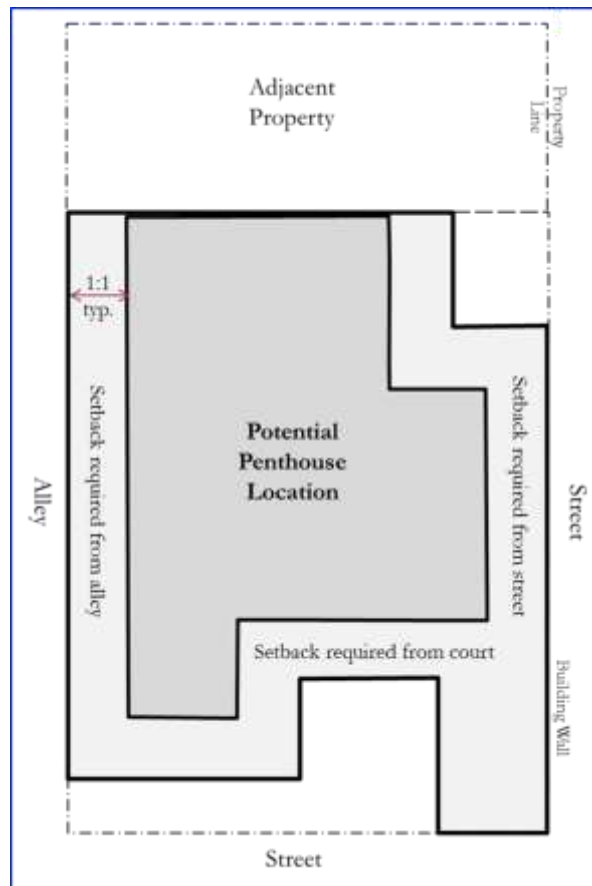 Adjacent
Property
Property
Line
1:1
typ.
Setback required from alley
Setback required from street
Potential
Penthouse
Location
Alley
Street
Setback required from court
Building Wall
Street